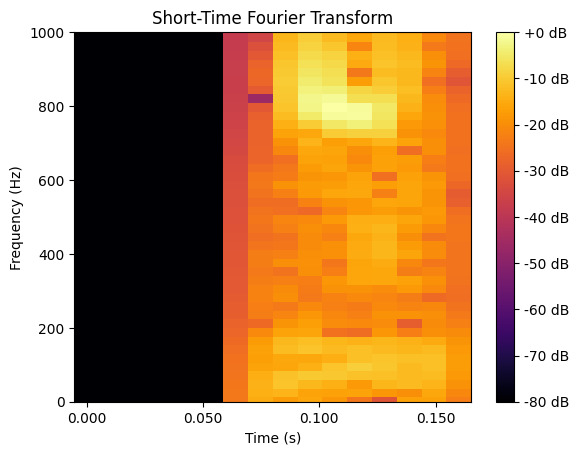 Short-Time Fourier Transform
Frequency (Hz)
1000
800
600
400
200
0
0.000
0.050
0.100
0.150
Time (s)
+0 dB
-10 dB
-20 dB
-30 dB
-40 dB
-50 dB
-60 dB
-70 dB
-80 dB